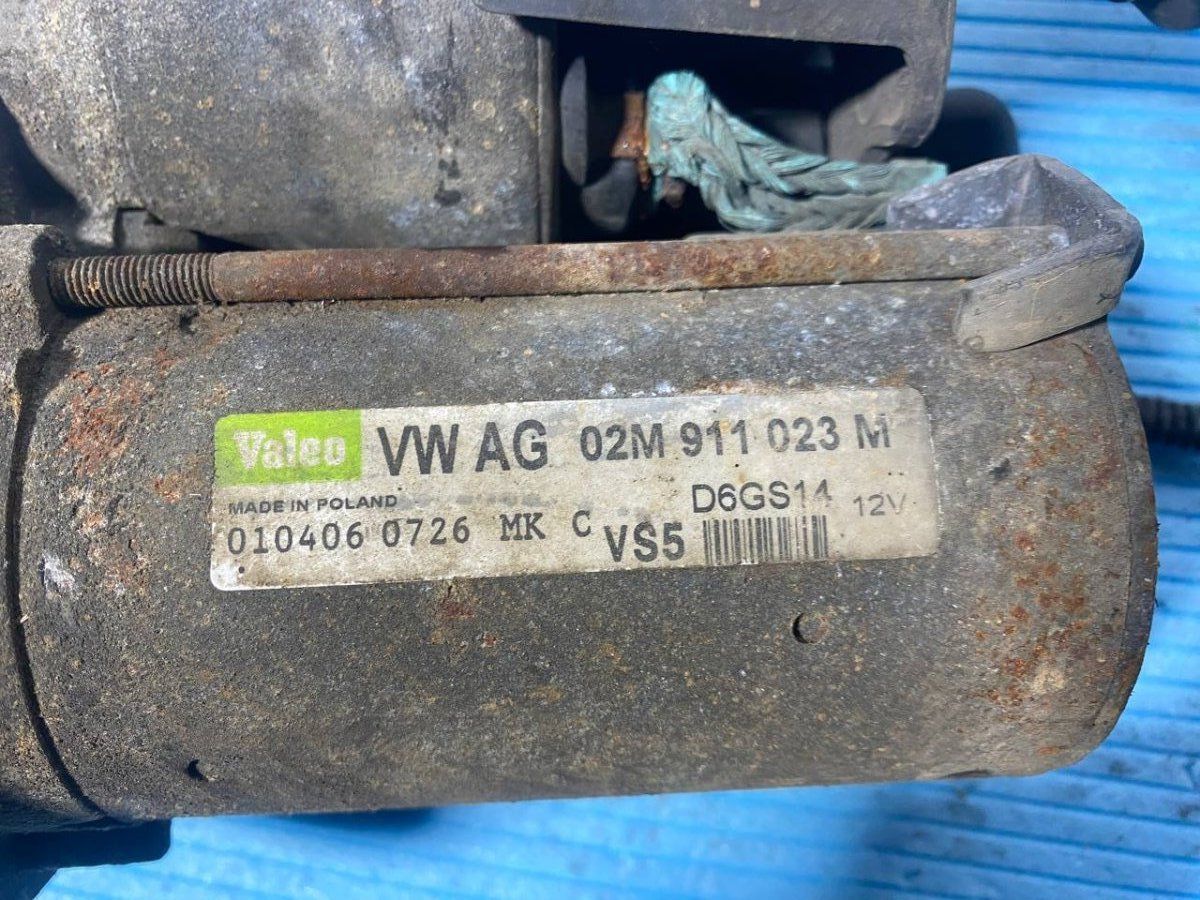 Valeo VW AG 02M 911 023 M
MADE IN POLAND
D6GS14 12V
010406 0726 MK C VS5